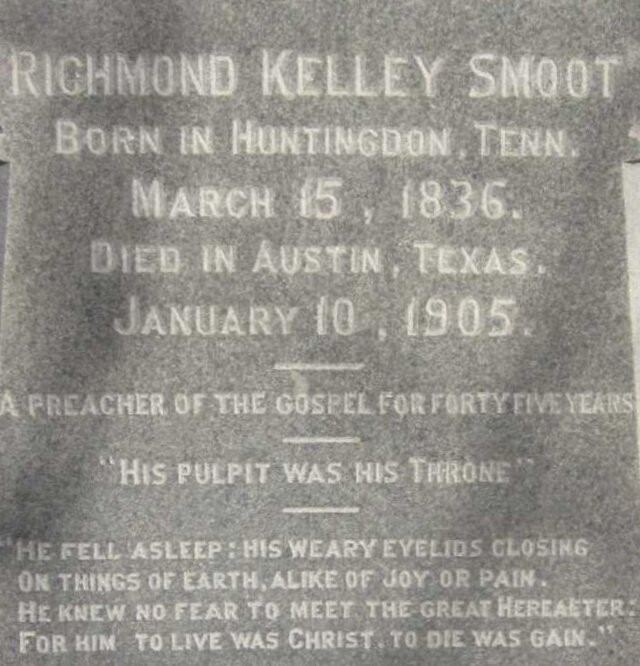 RICHMOND KELLEY SMOOT
BORN IN HUNTINGDON, TENN.
MARCH 15, 1836.
DIED IN AUSTIN, TEXAS.
JANUARY 10, 1905.
A PREACHER OF THE GOSPEL FOR FORTY FIVE YEARS
"HIS PULPIT WAS HIS THRONE"
"HE FELL ASLEEP: HIS WEARY EYELIDS CLOSING
ON THINGS OF EARTH, ALIKE OF JOY OR PAIN.
HE KNEW NO FEAR TO MEET THE GREAT HEREAFTER:
FOR HIM TO LIVE WAS CHRIST, TO DIE WAS GAIN."